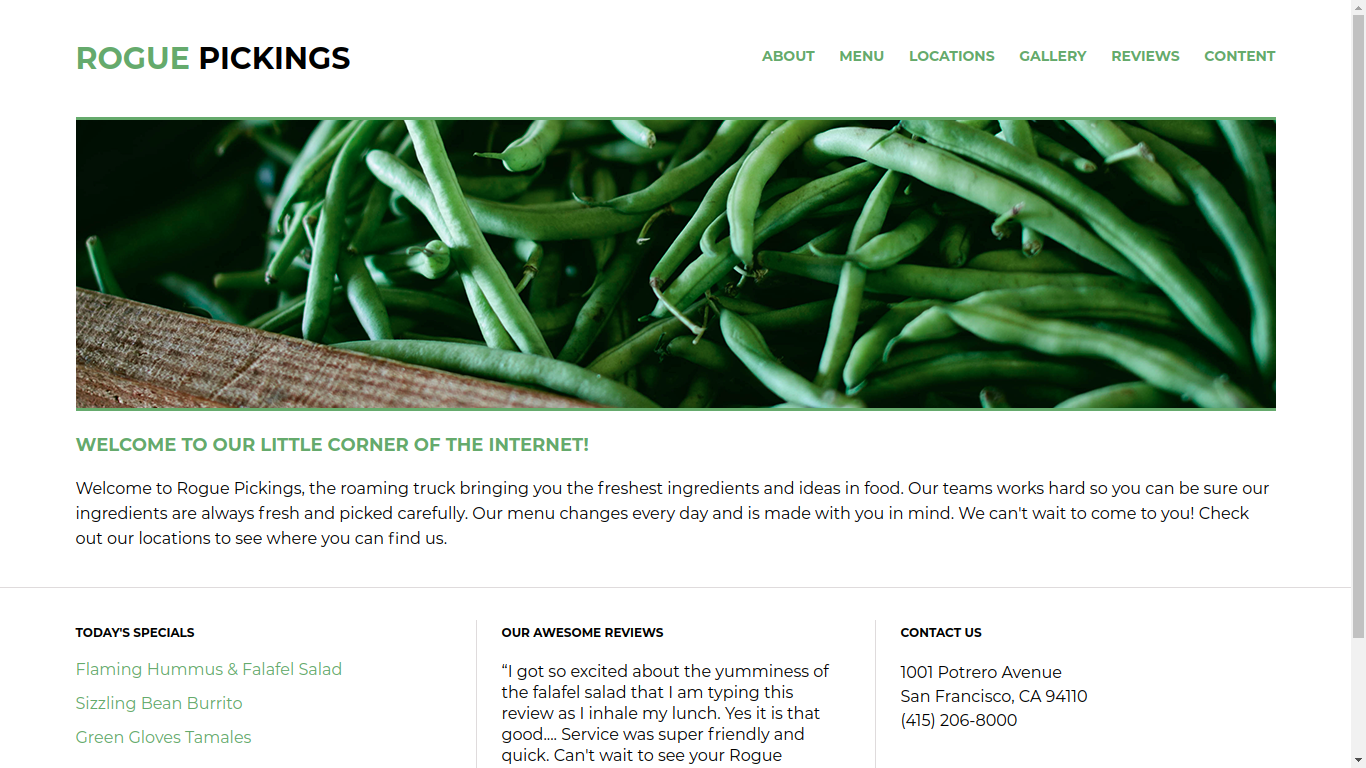 ROGUE PICKINGS
ABOUT MENU LOCATIONS GALLERY REVIEWS CONTENT
WELCOME TO OUR LITTLE CORNER OF THE INTERNET!
Welcome to Rogue Pickings, the roaming truck bringing you the freshest ingredients and ideas in food. Our teams works hard so you can be sure our
ingredients are always fresh and picked carefully. Our menu changes every day and is made with you in mind. We can't wait to come to you! Check
out our locations to see where you can find us.
TODAY'S SPECIALS
Flaming Hummus & Falafel Salad
Sizzling Bean Burrito
Green Gloves Tamales
OUR AWESOME REVIEWS
“I got so excited about the yumminess of
the falafel salad that I am typing this
review as I inhale my lunch. Yes it is that
good.... Service was super friendly and
quick. Can't wait to see your Rogue
CONTACT US
1001 Potrero Avenue
San Francisco, CA 94110
(415) 206-8000